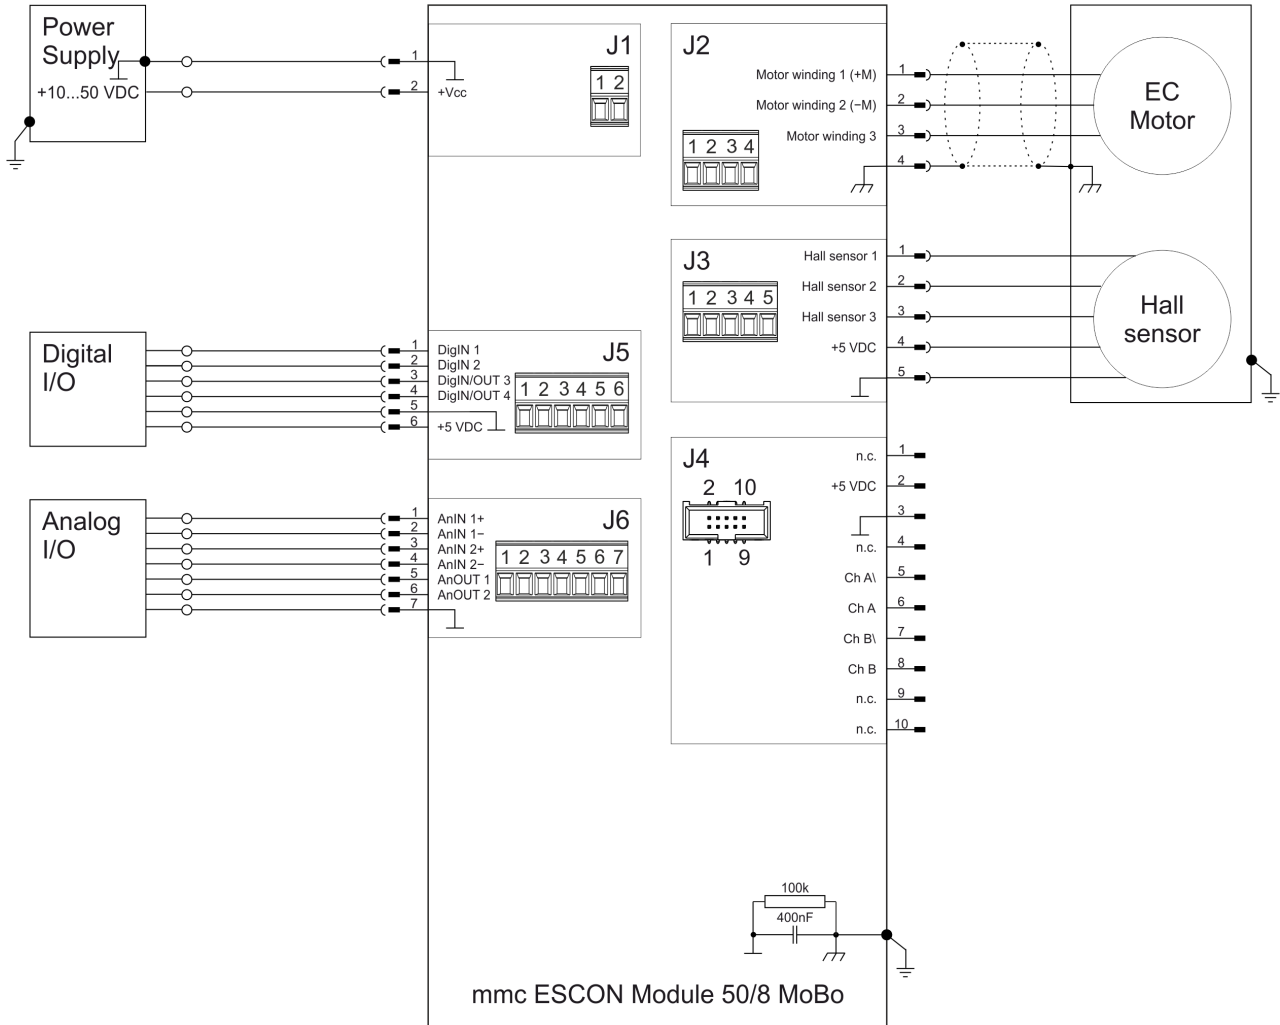 Power
Supply
+10...50 VDC
1
2
+Vcc
J1
1 2
J2
1 2 3 4
Motor winding 1 (+M)
Motor winding 2 (−M)
Motor winding 3
1
2
3
4
EC
Motor
J3
1 2 3 4 5
Hall sensor 1
Hall sensor 2
Hall sensor 3
+5 VDC
1
2
3
4
5
Hall
sensor
Digital
I/O
1
2
3
4
5
6
DigIN 1
DigIN 2
DigIN/OUT 3
DigIN/OUT 4
+5 VDC
J5
1 2 3 4 5 6
Analog
I/O
1
2
3
4
5
6
7
AnIN 1+
AnIN 1−
AnIN 2+
AnIN 2−
AnOUT 1
AnOUT 2
J6
1 2 3 4 5 6 7
J4
2 10
1 9
n.c.
+5 VDC
n.c.
Ch A\
Ch A
Ch B\
Ch B
n.c.
n.c.
1
2
3
4
5
6
7
8
9
10
100k
400nF
mmc ESCON Module 50/8 MoBo